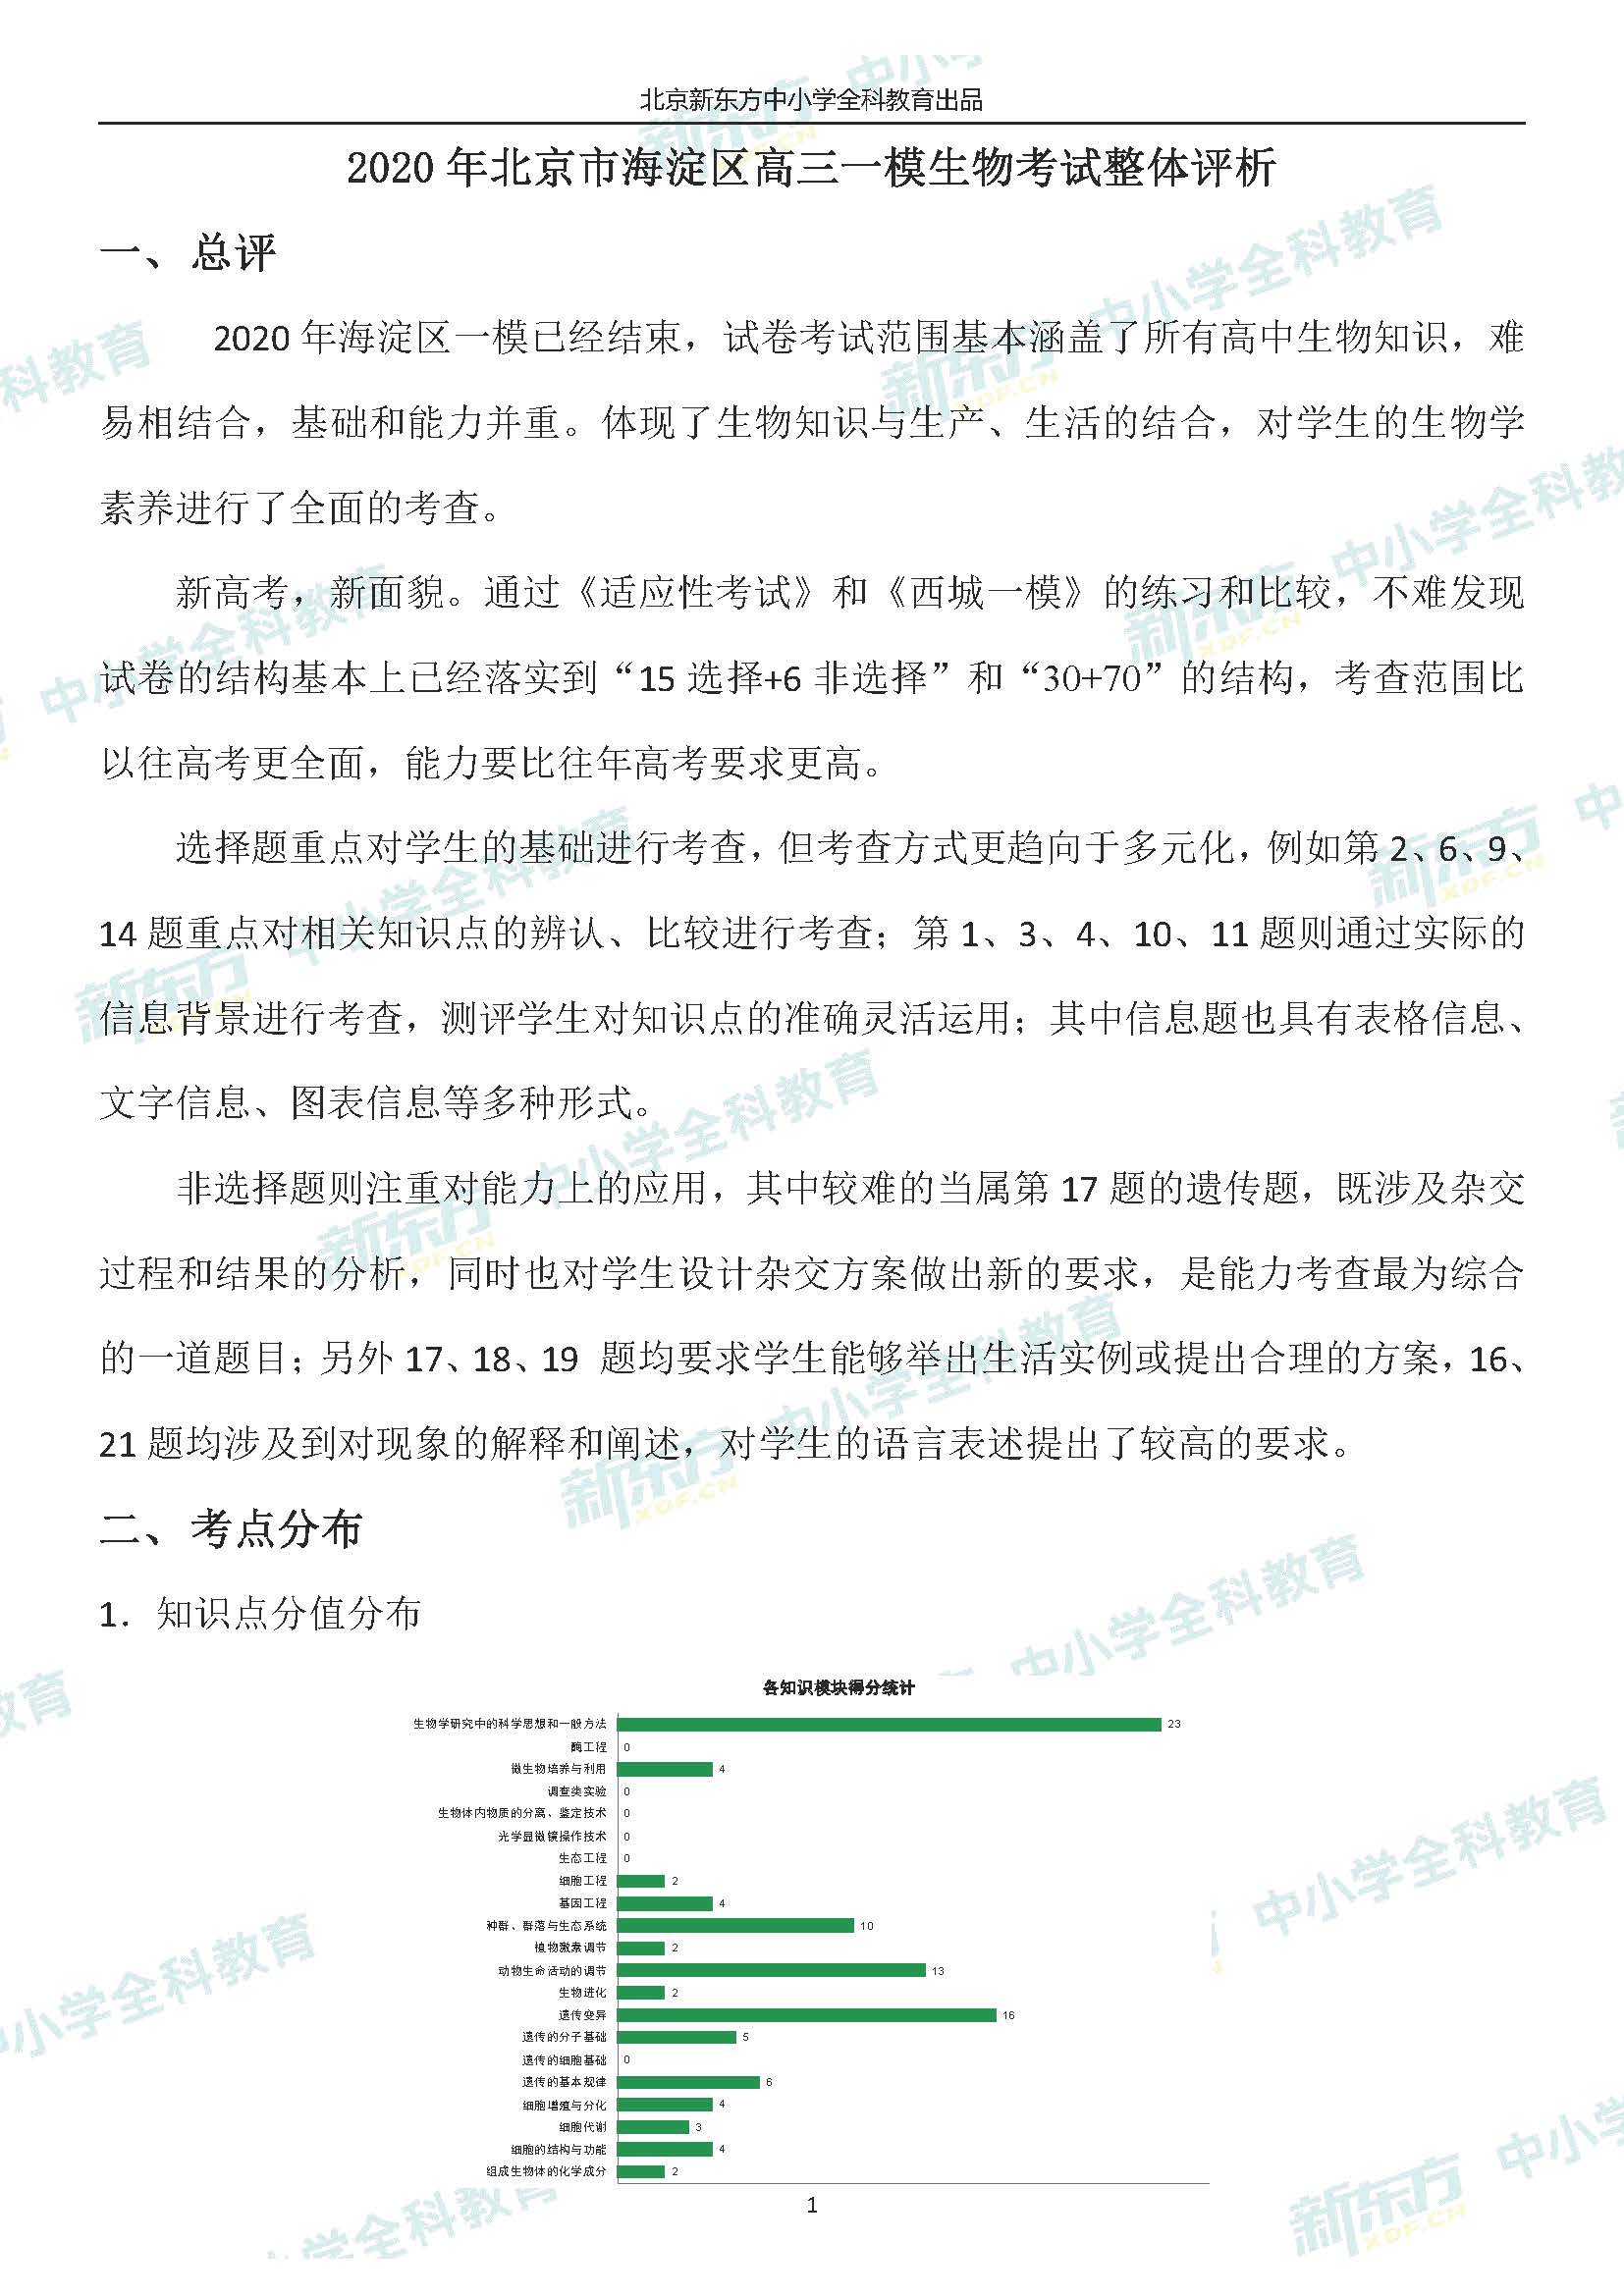 北京新东方中小学全科教育出品
2020 年北京市海淀区高三一模生物考试整体评析
一、 总评
2020 年海淀区一模已经结束，试卷考试范围基本涵盖了所有高中生物知识，难
易相结合，基础和能力并重。体现了生物知识与生产、生活的结合，对学生的生物学
素养进行了全面的考查。
新高考，新面貌。通过《适应性考试》和《西城一模》的练习和比较，不难发现
试卷的结构基本上已经落实到“15 选择+6 非选择”和“30+70”的结构，考查范围比
以往高考更全面，能力要比往年高考要求更高。
选择题重点对学生的基础进行考查，但考查方式更趋向于多元化，例如第 2、6、9、
14 题重点对相关知识点的辨认、比较进行考查；第 1、3、4、10、11 题则通过实际的
信息背景进行考查，测评学生对知识点的准确灵活运用；其中信息题也具有表格信息、
文字信息、图表信息等多种形式。
非选择题则注重对能力上的应用，其中较难的当属第 17 题的遗传题，既涉及杂交
过程和结果的分析，同时也对学生设计杂交方案做出新的要求，是能力考查最为综合
的一道题目；另外 17、18、19 题均要求学生能够举出生活实例或提出合理的方案，16、
21 题均涉及到对现象的解释和阐述，对学生的语言表述提出了较高的要求。
二、 考点分布
1. 知识点分值分布
各知识模块得分统计
生物学研究中的科学思想和一般方法 23
酶工程 0
微生物培养与利用 4
调查类实验 0
生物体内物质的分离、鉴定技术 0
光学显微镜操作技术 0
生态工程 0
细胞工程 2
基因工程 4
种群、群落与生态系统 10
植物激素调节 2
动物生命活动的调节 13
生物进化 2
遗传变异 16
遗传的分子基础 5
遗传的细胞基础 0
遗传的基本规律 6
细胞增殖与分化 4
细胞代谢 3
细胞的结构与功能 4
组成生物体的化学成分 2
1
新东方 XDF.CN 中小学全科教育